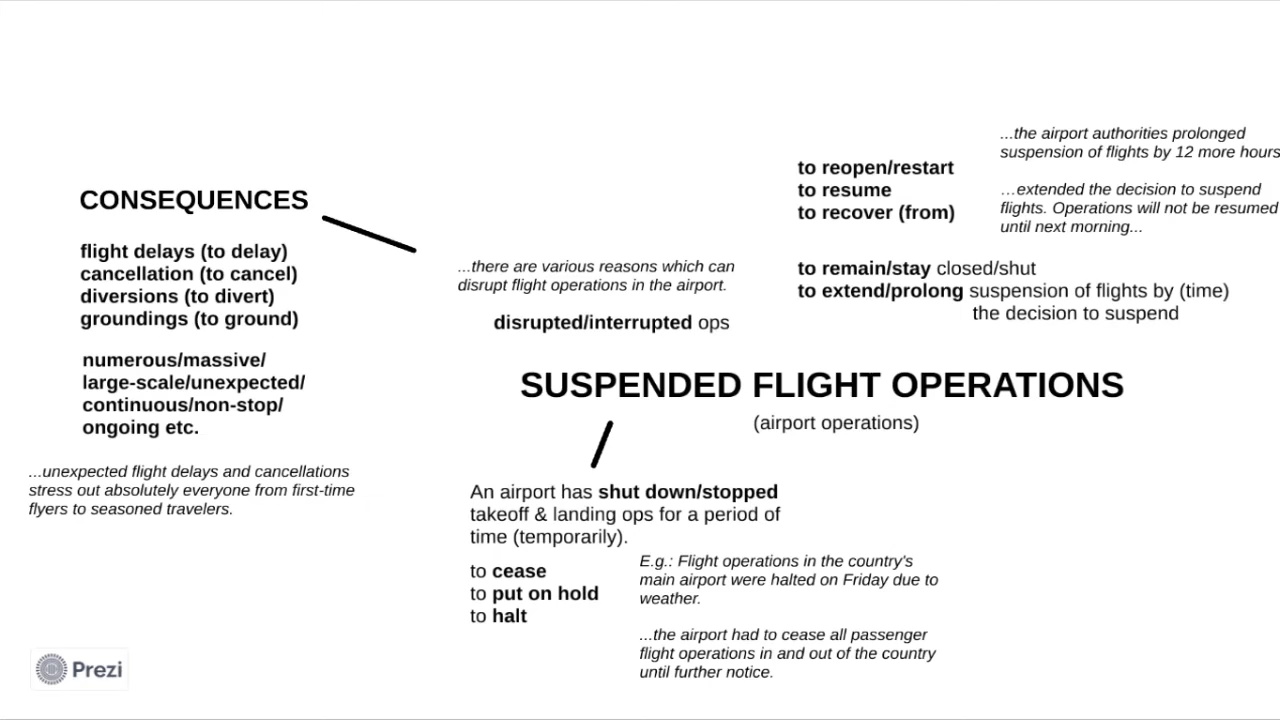 CONSEQUENCES
flight delays (to delay)
cancellation (to cancel)
diversions (to divert)
groundings (to ground)
numerous/massive/
large-scale/unexpected/
continuous/non-stop/
ongoing etc.
...unexpected flight delays and cancellations
stress out absolutely everyone from first-time
flyers to seasoned travelers.
...there are various reasons which can
disrupt flight operations in the airport.
disrupted/interrupted ops
to reopen/restart
to resume
to recover (from)
...the airport authorities prolonged
suspension of flights by 12 more hours
...extended the decision to suspend
flights. Operations will not be resumed
until next morning...
to remain/stay closed/shut
to extend/prolong suspension of flights by (time)
the decision to suspend
SUSPENDED FLIGHT OPERATIONS
(airport operations)
An airport has shut down/stopped
takeoff & landing ops for a period of
time (temporarily).
to cease
to put on hold
to halt
E.g.: Flight operations in the country's
main airport were halted on Friday due to
weather.
...the airport had to cease all passenger
flight operations in and out of the country
until further notice.
Prezi